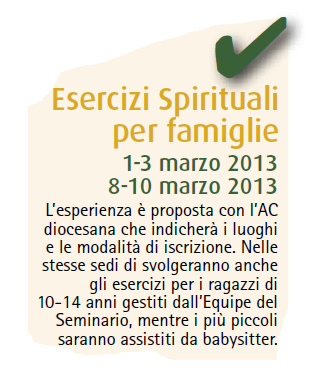 Esercizi Spirituali
per famiglie
1-3 marzo 2013
8-10 marzo 2013
L'esperienza è proposta con l'AC
diocesana che indicherà i luoghi
e le modalità di iscrizione. Nelle
stesse sedi di svolgeranno anche
gli esercizi per i ragazzi di
10-14 anni gestiti dall'Equipe del
Seminario, mentre i più piccoli
saranno assistiti da babysitter.